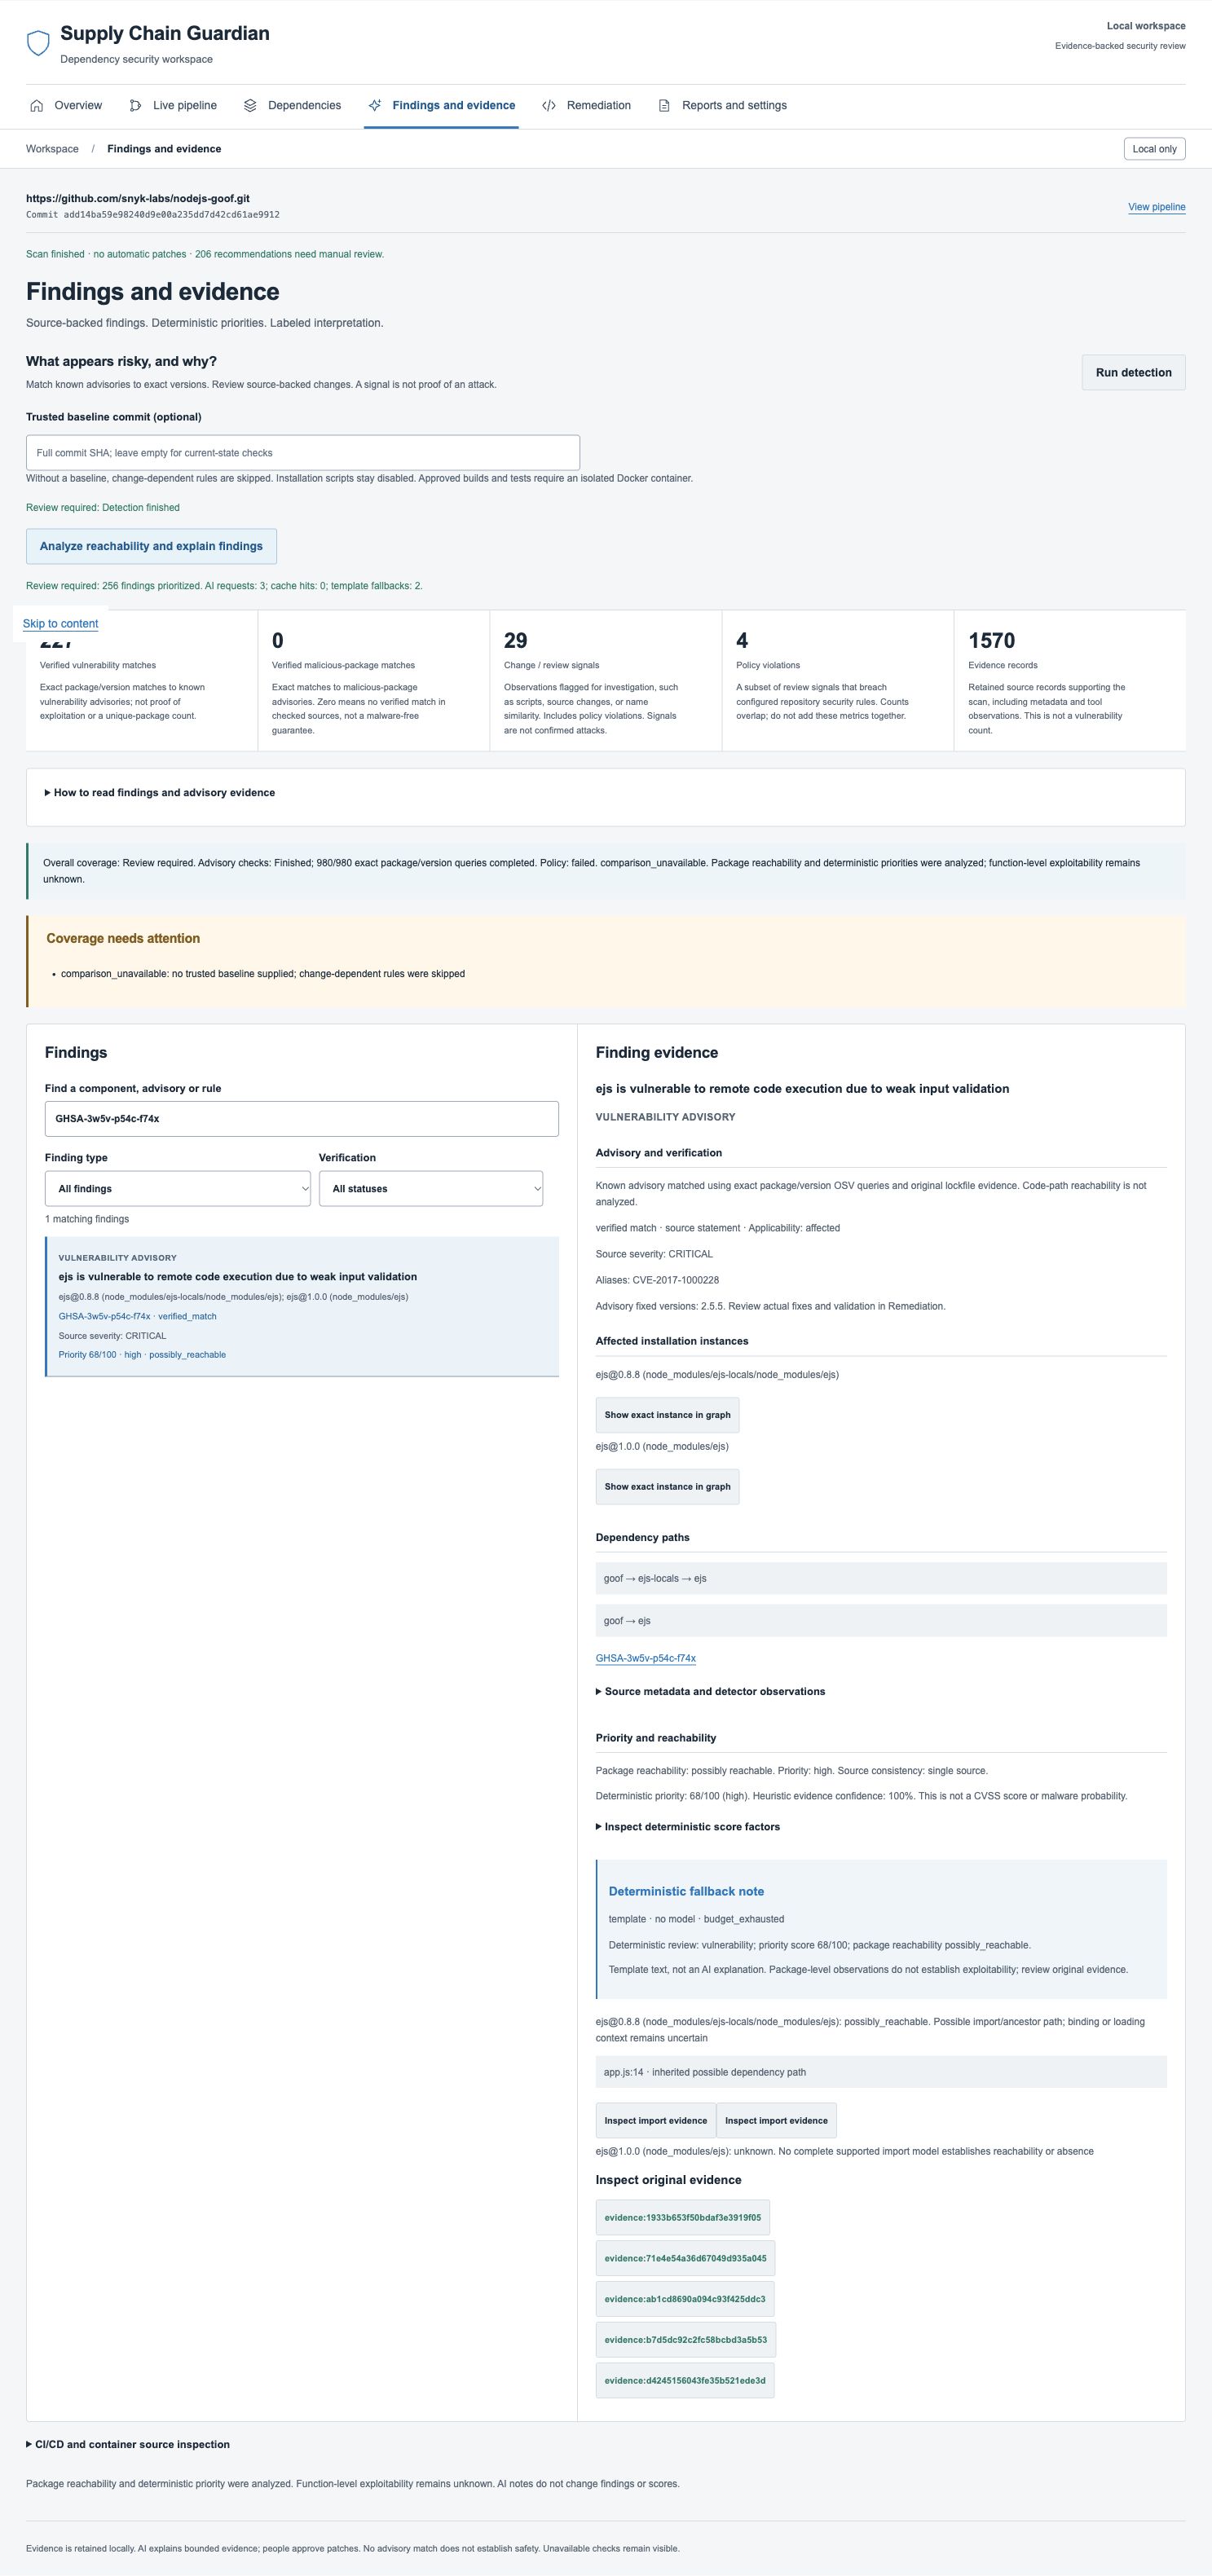 Supply Chain Guardian
Dependency security workspace
Local workspace
Evidence-backed security review
Overview
Live pipeline
Dependencies
Findings and evidence
Remediation
Reports and settings
Workspace / Findings and evidence
Local only
https://github.com/snyk-labs/nodejs-goof.git
Commit add14ba59e98240d9e00a235dd7d42cd61ae9912
View pipeline
Scan finished · no automatic patches · 206 recommendations need manual review.
Findings and evidence
Source-backed findings. Deterministic priorities. Labeled interpretation.
What appears risky, and why?
Match known advisories to exact versions. Review source-backed changes. A signal is not proof of an attack.
Run detection
Trusted baseline commit (optional)
Full commit SHA; leave empty for current-state checks
Without a baseline, change-dependent rules are skipped. Installation scripts stay disabled. Approved builds and tests require an isolated Docker container.
Review required: Detection finished
Analyze reachability and explain findings
Review required: 256 findings prioritized. AI requests: 3; cache hits: 0; template fallbacks: 2.
Skip to content
Verified vulnerability matches
Exact package/version matches to known
vulnerability advisories; not proof of
exploitation or a unique-package count.
0
Verified malicious-package matches
Exact matches to malicious-package
advisories. Zero means no verified match in
checked sources, not a malware-free
guarantee.
29
Change / review signals
Observations flagged for investigation, such
as scripts, source changes, or name
similarity. Includes policy violations. Signals
are not confirmed attacks.
4
Policy violations
A subset of review signals that breach
configured repository security rules. Counts
overlap; do not add these metrics together.
1570
Evidence records
Retained source records supporting the
scan, including metadata and tool
observations. This is not a vulnerability
count.
How to read findings and advisory evidence
Overall coverage: Review required. Advisory checks: Finished; 980/980 exact package/version queries completed. Policy: failed. comparison_unavailable. Package reachability and deterministic priorities were analyzed; function-level exploitability remains
unknown.
Coverage needs attention
• comparison_unavailable: no trusted baseline supplied; change-dependent rules were skipped
Findings
Find a component, advisory or rule
GHSA-3w5v-p54c-f74x
Finding type
Verification
All findings
All statuses
1 matching findings
VULNERABILITY ADVISORY
ejs is vulnerable to remote code execution due to weak input validation
ejs@0.8.8 (node_modules/ejs-locals/node_modules/ejs); ejs@1.0.0 (node_modules/ejs)
GHSA-3w5v-p54c-f74x · verified_match
Source severity: CRITICAL
Priority 68/100 · high · possibly_reachable
Finding evidence
ejs is vulnerable to remote code execution due to weak input validation
VULNERABILITY ADVISORY
Advisory and verification
Known advisory matched using exact package/version OSV queries and original lockfile evidence. Code-path reachability is not
analyzed.
verified match · source statement · Applicability: affected
Source severity: CRITICAL
Aliases: CVE-2017-1000228
Advisory fixed versions: 2.5.5. Review actual fixes and validation in Remediation.
Affected installation instances
ejs@0.8.8 (node_modules/ejs-locals/node_modules/ejs)
Show exact instance in graph
ejs@1.0.0 (node_modules/ejs)
Show exact instance in graph
Dependency paths
goof → ejs-locals → ejs
goof → ejs
GHSA-3w5v-p54c-f74x
Source metadata and detector observations
Priority and reachability
Package reachability: possibly reachable. Priority: high. Source consistency: single source.
Deterministic priority: 68/100 (high). Heuristic evidence confidence: 100%. This is not a CVSS score or malware probability.
Inspect deterministic score factors
Deterministic fallback note
template · no model · budget_exhausted
Deterministic review: vulnerability; priority score 68/100; package reachability possibly_reachable.
Template text, not an AI explanation. Package-level observations do not establish exploitability; review original evidence.
ejs@0.8.8 (node_modules/ejs-locals/node_modules/ejs): possibly_reachable. Possible import/ancestor path; binding or loading
context remains uncertain
app.js:14 · inherited possible dependency path
Inspect import evidence
Inspect import evidence
ejs@1.0.0 (node_modules/ejs): unknown. No complete supported import model establishes reachability or absence
Inspect original evidence
evidence:1933b653f50bdaf3e3919f05
evidence:71e4e54a36d67049d935a045
evidence:ab1cd8690a094c93f425ddc3
evidence:b7d5dc92c2fc58bcbd3a5b53
evidence:d4245156043fe35b521ede3d
CI/CD and container source inspection
Package reachability and deterministic priority were analyzed. Function-level exploitability remains unknown. AI notes do not change findings or scores.
Evidence is retained locally. AI explains bounded evidence; people approve patches. No advisory match does not establish safety. Unavailable checks remain visible.